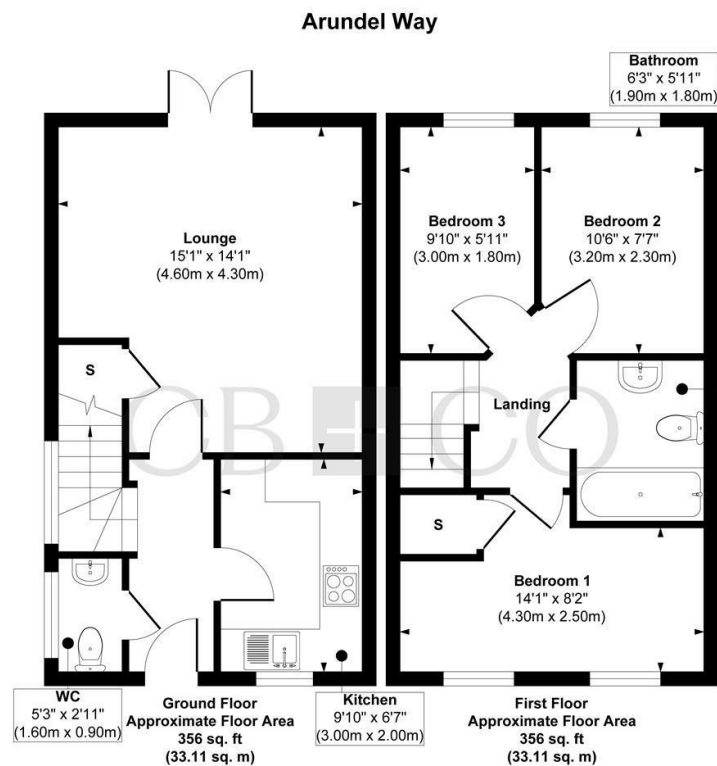 Arundel Way
Bathroom
6'3" x 5'11"
(1.90m x 1.80m)
Lounge
15'1" x 14'1"
(4.60m x 4.30m)
Bedroom 3
9'10" x 5'11"
(3.00m x 1.80m)
Bedroom 2
10'6" x 7'7"
(3.20m x 2.30m)
S
CB + CO
Landing
S
Bedroom 1
14'1" x 8'2"
(4.30m x 2.50m)
WC
5'3" x 2'11"
(1.60m x 0.90m)
Ground Floor
Approximate Floor Area
356 sq. ft
(33.11 sq. m)
Kitchen
9'10" x 6'7"
(3.00m x 2.00m)
First Floor
Approximate Floor Area
356 sq. ft
(33.11 sq. m)